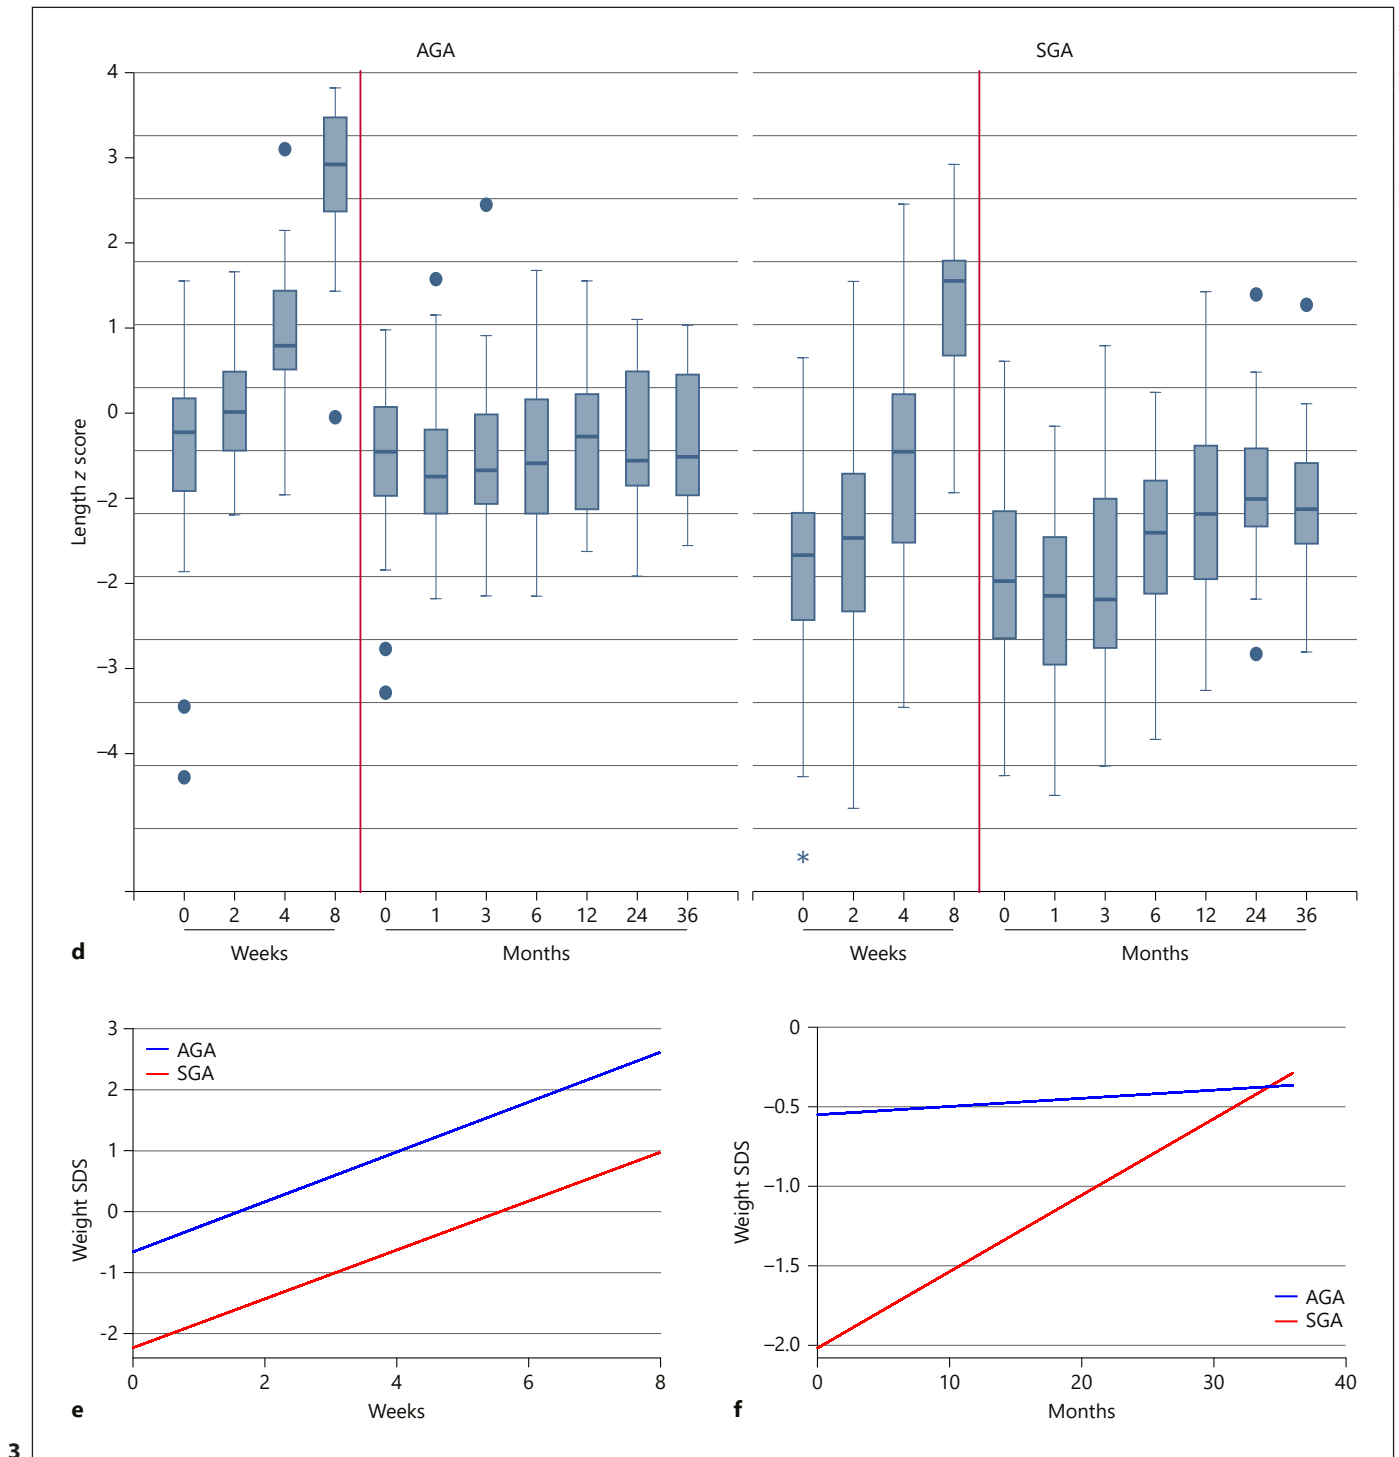 AGA SGA
4
3
2
1
0
–2
–2
–3
–4
Length z score
*
0 2 4 8 0 1 3 6 12 24 36 0 2 4 8 0 1 3 6 12 24 36
Weeks Months Weeks Months
d
3
2
1
0
-1
-2
Weight SDS
AGA
SGA
0 2 4 6 8
Weeks
e
0
–0.5
–1.0
–1.5
–2.0
Weight SDS
AGA
SGA
0 10 20 30 40
Months
f
3